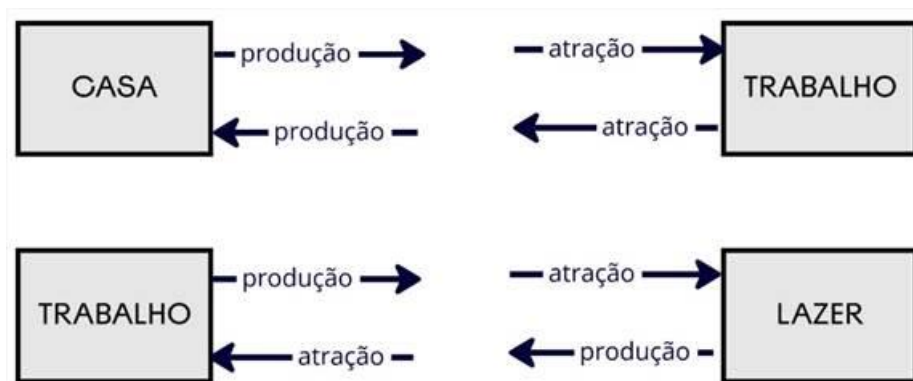 produção
atração
CASA
TRABALHO
produção
atração
produção
atração
TRABALHO
LAZER
atração
produção